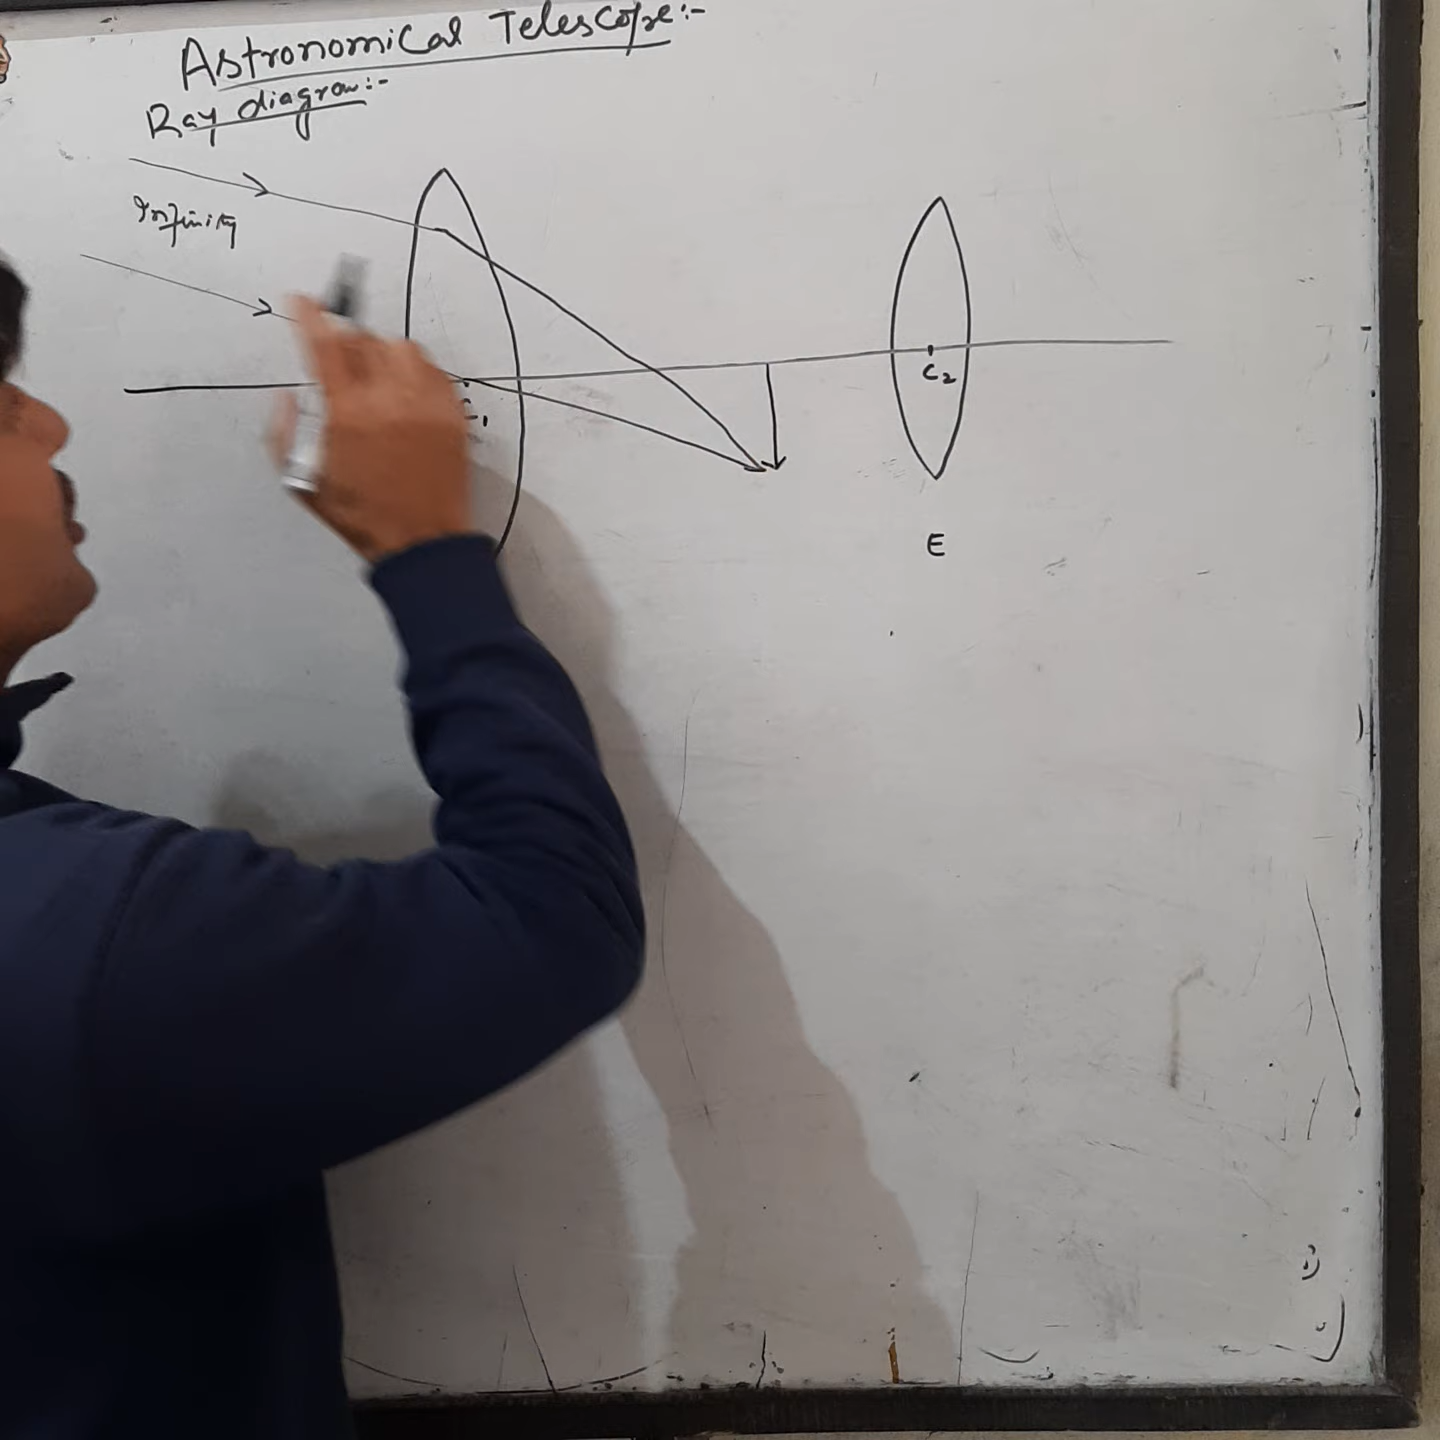 Astronomical Telescope:-
Ray diagram:-
Infinity
C₁
C₂
E